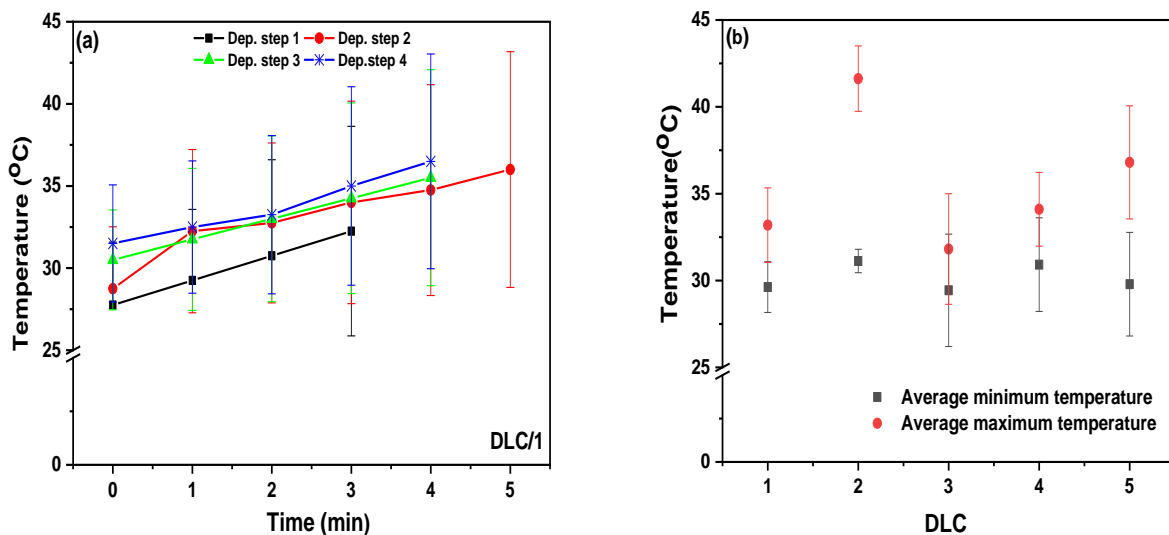 (a)
Dep. step 1 Dep. step 2
Dep. step 3 Dep.step 4
Temperature (ᴼC)
45
40
35
30
25
0
DLC/1
0 1 2 3 4 5
Time (min)
(b)
Temperature(ᴼC)
45
40
35
30
25
0
Average minimum temperature
Average maximum temperature
1 2 3 4 5
DLC